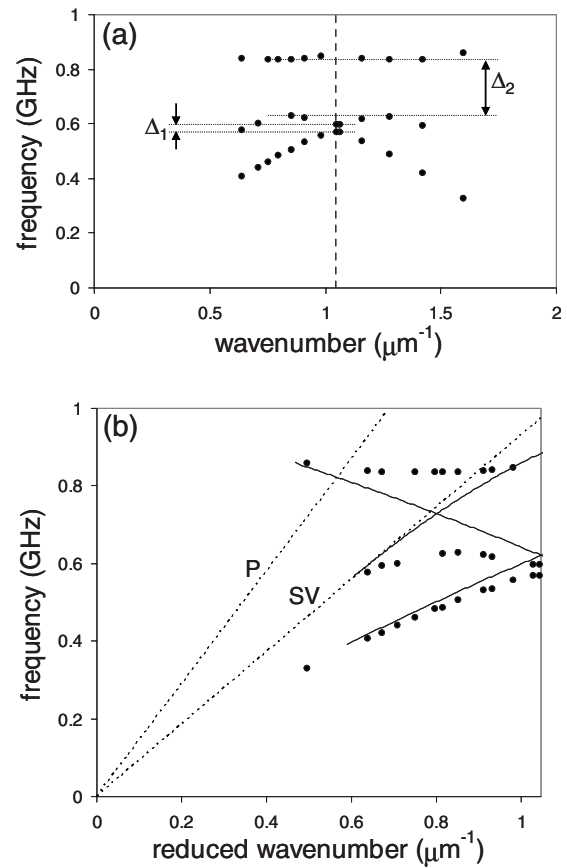 (a)
1
0.8
0.6
0.4
0.2
0
frequency (GHz)
Δ1
Δ2
0 0.5 1 1.5 2
wavenumber (μm⁻¹)
(b)
1
0.8
0.6
0.4
0.2
0
frequency (GHz)
P
SV
0 0.2 0.4 0.6 0.8 1
reduced wavenumber (μm⁻¹)